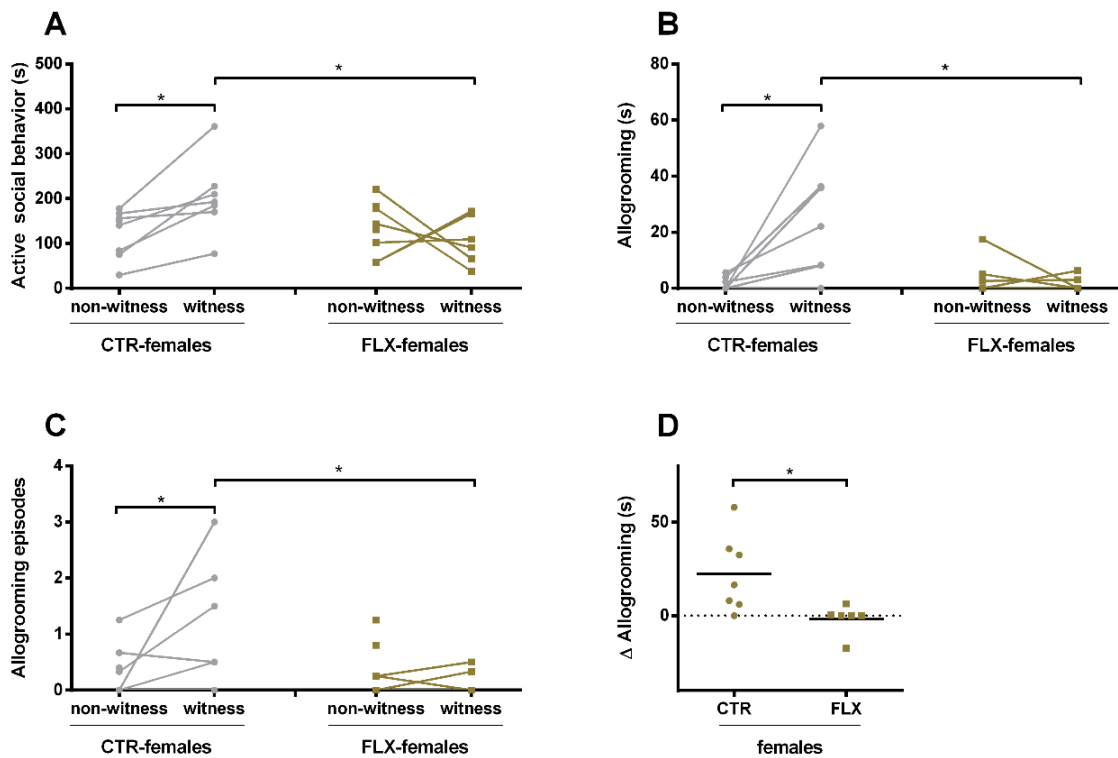 A
Active social behavior (s)
500
400
300
200
100
0
*
*
non-witness witness non-witness witness
CTR-females FLX-females
B
Allogrooming (s)
80
60
40
20
0
*
*
non-witness witness non-witness witness
CTR-females FLX-females
C
Allogrooming episodes
4
3
2
1
0
*
*
non-witness witness non-witness witness
CTR-females FLX-females
D
Δ Allogrooming (s)
50
0
*
CTR FLX
females